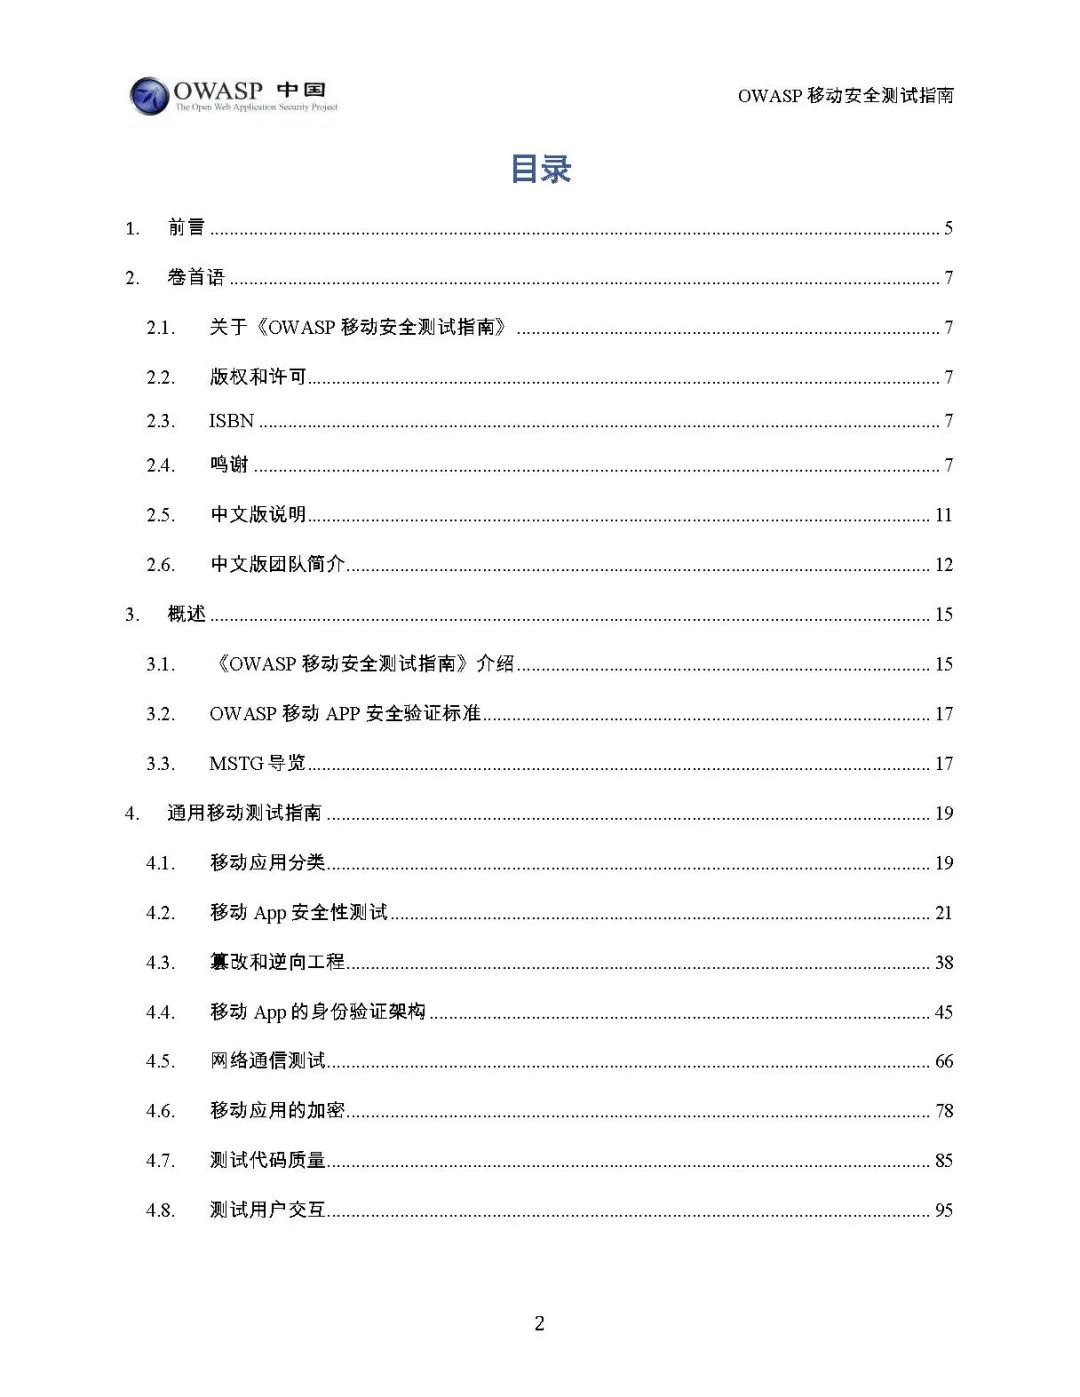 OWASP 中国
The Open Web Application Security Project
OWASP 移动安全测试指南
目录
1. 前言 5
2. 卷首语 7
2.1. 关于《OWASP 移动安全测试指南》 7
2.2. 版权和许可 7
2.3. ISBN 7
2.4. 鸣谢 7
2.5. 中文版说明 11
2.6. 中文版团队简介 12
3. 概述 15
3.1. 《OWASP 移动安全测试指南》介绍 15
3.2. OWASP 移动 APP 安全验证标准 17
3.3. MSTG 导览 17
4. 通用移动测试指南 19
4.1. 移动应用分类 19
4.2. 移动 App 安全性测试 21
4.3. 篡改和逆向工程 38
4.4. 移动 App 的身份验证架构 45
4.5. 网络通信测试 66
4.6. 移动应用的加密 78
4.7. 测试代码质量 85
4.8. 测试用户交互 95
2